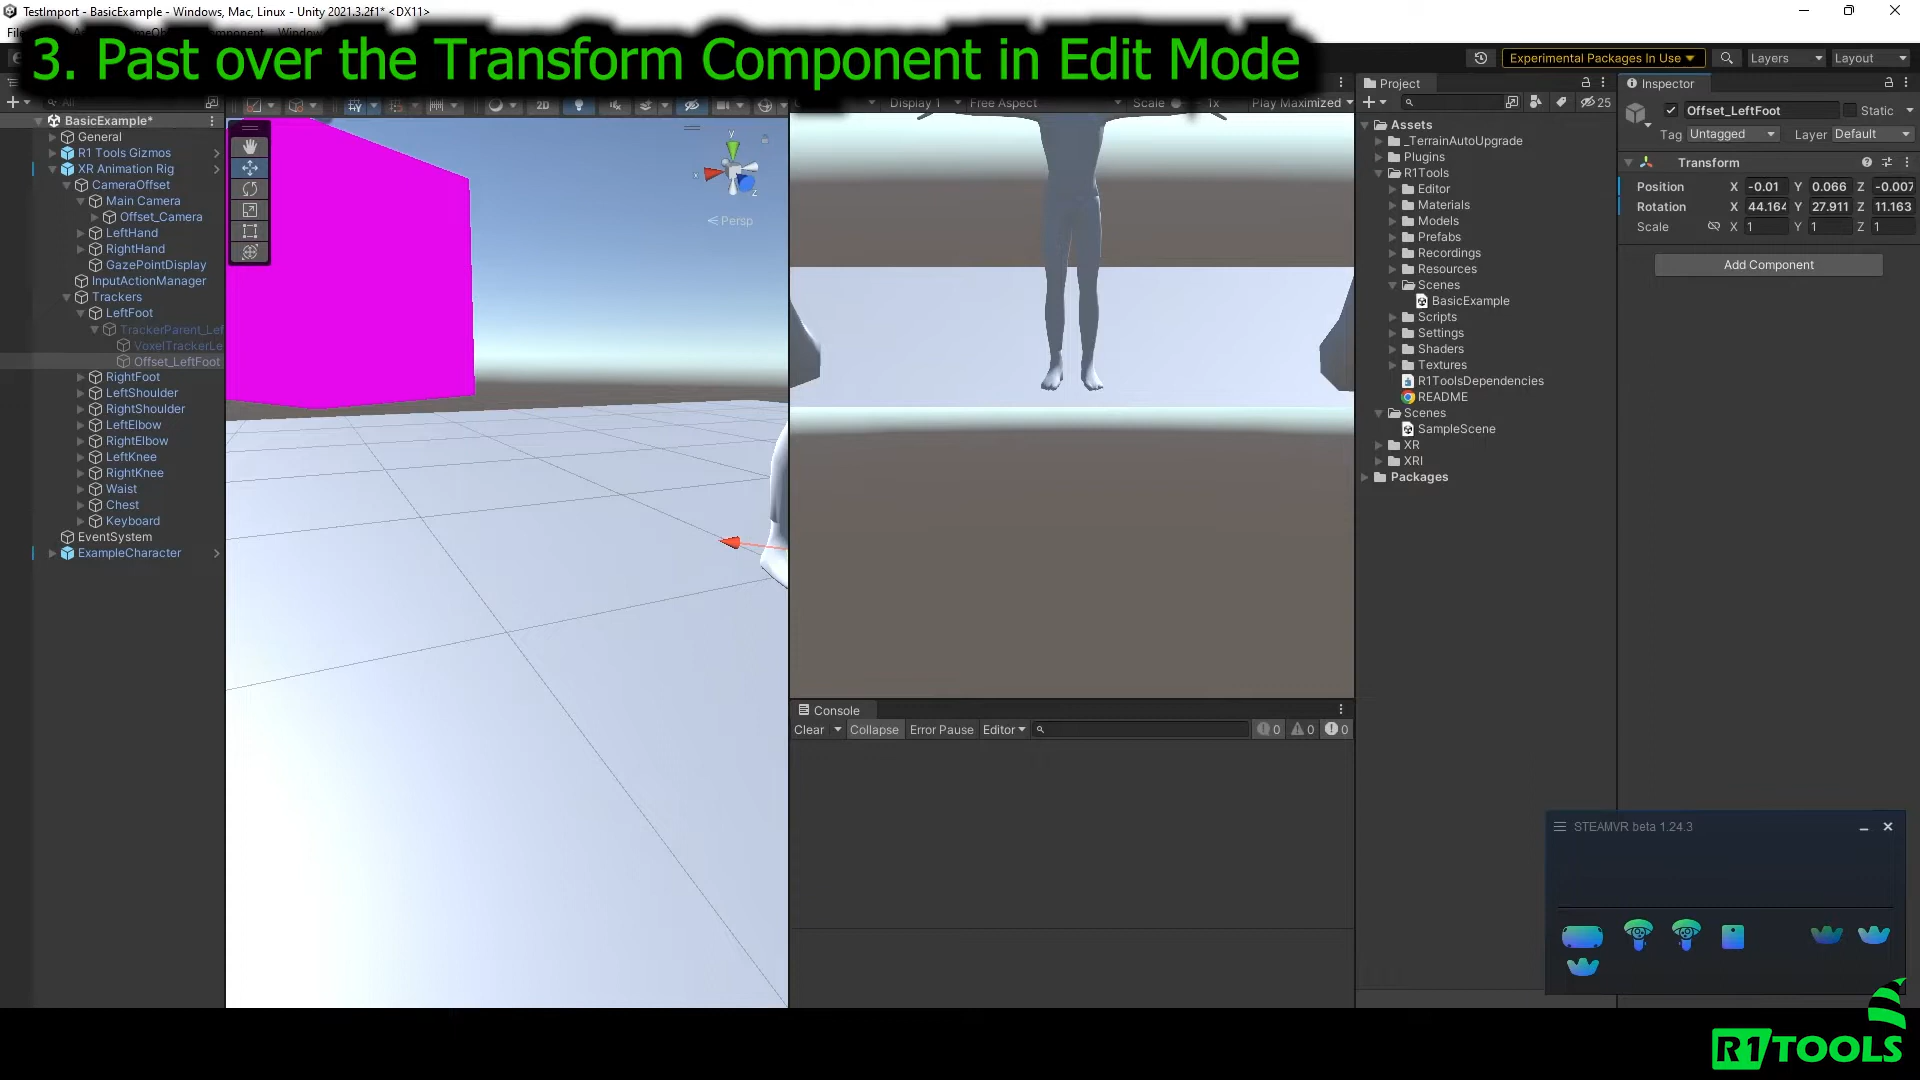 TestImport - BasicExample - Windows, Mac, Linux - Unity 2021.3.2f1* <DX11>
3. Past over the Transform Component in Edit Mode
Experimental Packages In Use
Layers
Layout
All
2D
Display 1
Free Aspect
Scale
1x
Play Maximized
BasicExample*
General
R1 Tools Gizmos
XR Animation Rig
CameraOffset
Main Camera
Offset_Camera
LeftHand
RightHand
GazePointDisplay
InputActionManager
Trackers
LeftFoot
TrackerParent_Lef
VoxelTrackerLe
Offset_LeftFoot
RightFoot
LeftShoulder
RightShoulder
LeftElbow
RightElbow
LeftKnee
RightKnee
Waist
Chest
Keyboard
EventSystem
ExampleCharacter
y
x
z
Persp
Console
Clear
Collapse
Error Pause
Editor
0
0
0
Project
25
Assets
_TerrainAutoUpgrade
Plugins
R1Tools
Editor
Materials
Models
Prefabs
Recordings
Resources
Scenes
BasicExample
Scripts
Settings
Shaders
Textures
R1ToolsDependencies
README
Scenes
SampleScene
XR
XRI
Packages
Inspector
Offset_LeftFoot
Static
Tag Untagged
Layer Default
Transform
Position X -0.01 Y 0.066 Z -0.007
Rotation X 44.164 Y 27.911 Z 11.163
Scale X 1 Y 1 Z 1
Add Component
STEAMVR beta 1.24.3
R1TOOLS